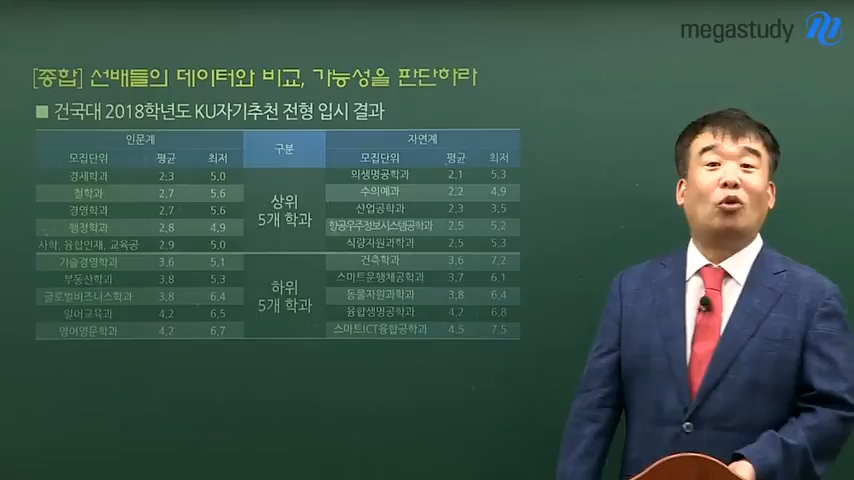 megastudy
[종합] 선배들의 데이터와 비교, 가능성을 판단하라
■ 건국대 2018학년도 KU자기추천 전형 입시 결과
인문계 구분 자연계
모집단위 평균 최저 모집단위 평균 최저
경제학과 2.3 5.0 상위 5개 학과 의생명공학과 2.1 5.3
철학과 2.7 5.6 수의예과 2.2 4.9
경영학과 2.7 5.6 산업공학과 2.3 3.5
행정학과 2.8 4.9 항공우주정보시스템공학과 2.5 5.2
사학, 융합인재, 교육공 2.9 5.0 식량자원과학과 2.5 5.3
기술경영학과 3.6 5.1 하위 5개 학과 건축학과 3.6 7.2
부동산학과 3.8 5.3 스마트운행체공학과 3.7 6.1
글로벌비즈니스학과 3.8 6.4 동물자원과학과 3.8 6.4
일어교육과 4.2 6.5 융합생명공학과 4.2 6.8
영어영문학과 4.2 6.7 스마트ICT융합공학과 4.5 7.5